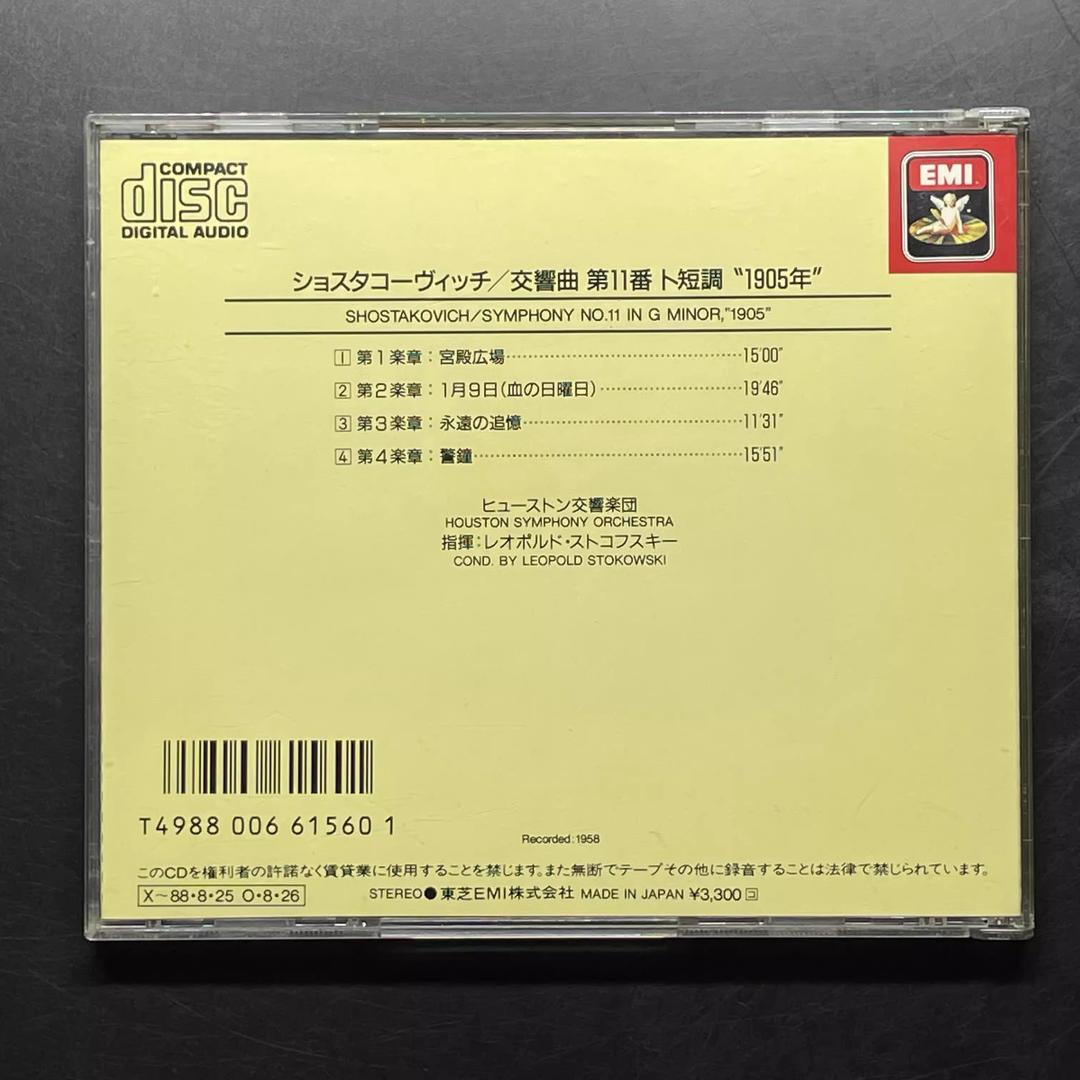 COMPACT
disc
DIGITAL AUDIO
EMI
ショスタコーヴィッチ/交響曲 第11番 ト短調 “1905年”
SHOSTAKOVICH/SYMPHONY NO.11 IN G MINOR,"1905"
1 第1楽章:宮殿広場……15'00"
2 第2楽章:1月9日(血の日曜日)……19'46"
3 第3楽章:永遠の追憶……11'31"
4 第4楽章:警鐘……15'51"
ヒューストン交響楽団
HOUSTON SYMPHONY ORCHESTRA
指揮:レオポルド・ストコフスキー
COND. BY LEOPOLD STOKOWSKI
T4988 006 61560 1
Recorded:1958
このCDを権利者の許諾なく賃貸業に使用することを禁じます。また無断でテープその他に録音することは法律で禁じられています。
X〜88・8・25 O・8・26
STEREO●東芝EMI株式会社 MADE IN JAPAN ¥3,300 コ